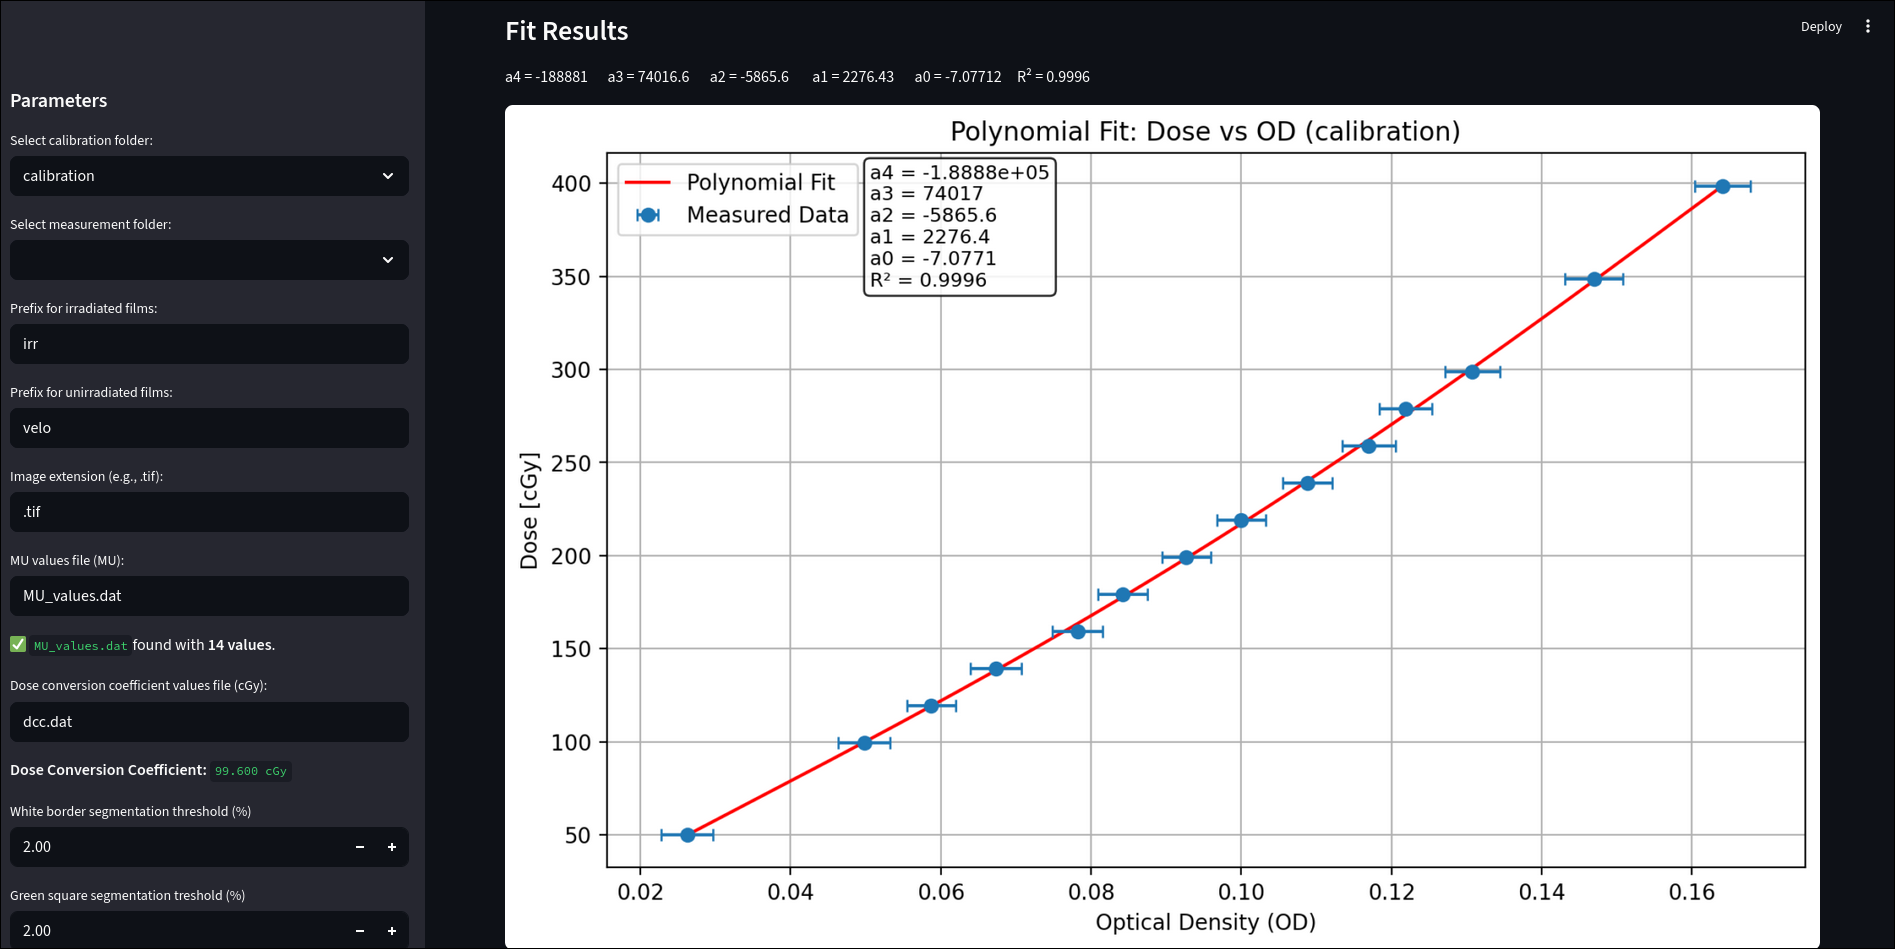 Parameters
Select calibration folder:
calibration
Select measurement folder:
Prefix for irradiated films:
irr
Prefix for unirradiated films:
velo
Image extension (e.g., .tif):
.tif
MU values file (MU):
MU_values.dat
✅ MU_values.dat found with 14 values.
Dose conversion coefficient values file (cGy):
dcc.dat
Dose Conversion Coefficient: 99.600 cGy
White border segmentation threshold (%)
2.00 − +
Green square segmentation treshold (%)
2.00 − +
Deploy
Fit Results
a4 = -188881 a3 = 74016.6 a2 = -5865.6 a1 = 2276.43 a0 = -7.07712 R² = 0.9996
Polynomial Fit: Dose vs OD (calibration)
Polynomial Fit
Measured Data
a4 = -1.8888e+05
a3 = 74017
a2 = -5865.6
a1 = 2276.4
a0 = -7.0771
R² = 0.9996
Dose [cGy]
400
350
300
250
200
150
100
50
0.02 0.04 0.06 0.08 0.10 0.12 0.14 0.16
Optical Density (OD)